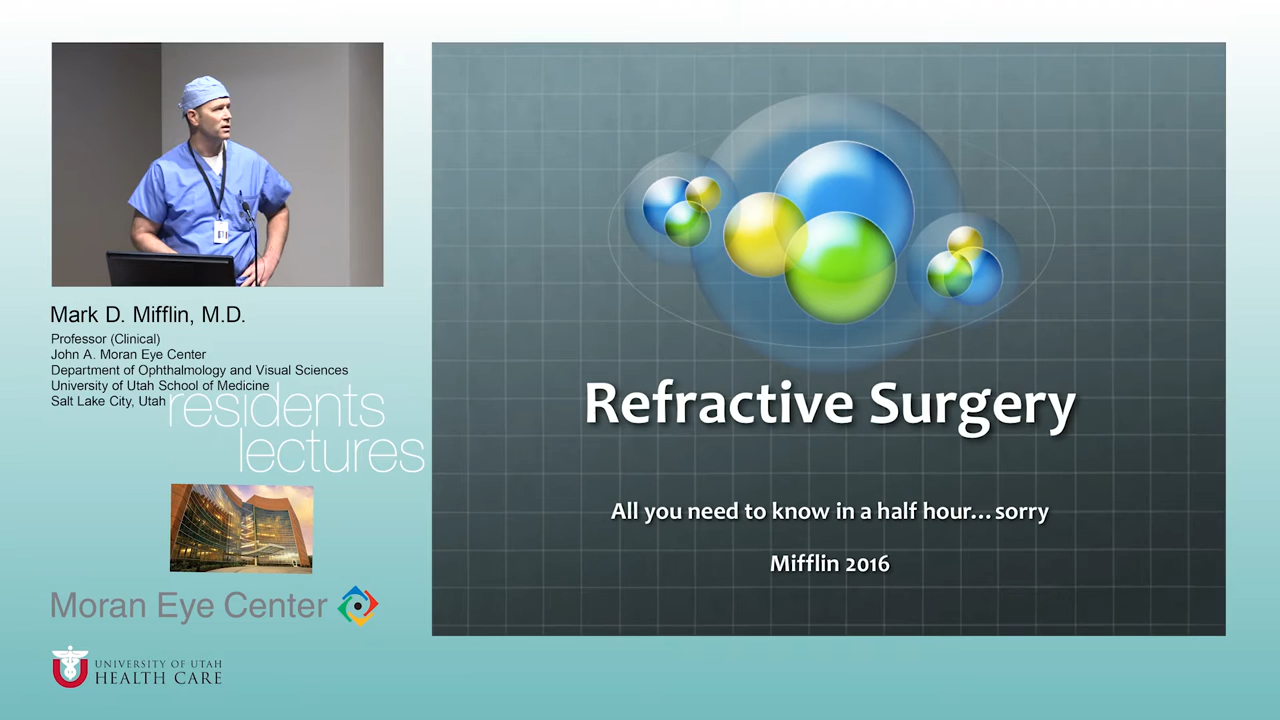 Mark D. Mifflin, M.D.
Professor (Clinical)
John A. Moran Eye Center
Department of Ophthalmology and Visual Sciences
University of Utah School of Medicine
Salt Lake City, Utah
residents
lectures
Moran Eye Center
UNIVERSITY OF UTAH
HEALTH CARE
Refractive Surgery
All you need to know in a half hour...sorry
Mifflin 2016